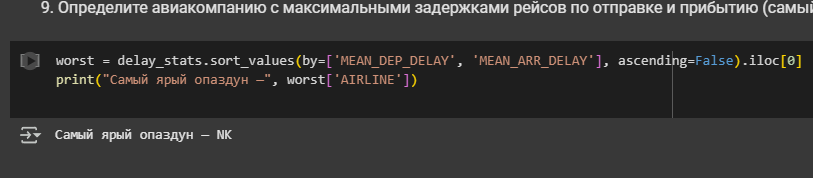 9. Определите авиакомпанию с максимальными задержками рейсов по отправке и прибытию (самый
worst = delay_stats.sort_values(by=['MEAN_DEP_DELAY', 'MEAN_ARR_DELAY'], ascending=False).iloc[0]
print("Самый ярый опаздун —", worst['AIRLINE'])
Самый ярый опаздун — NK